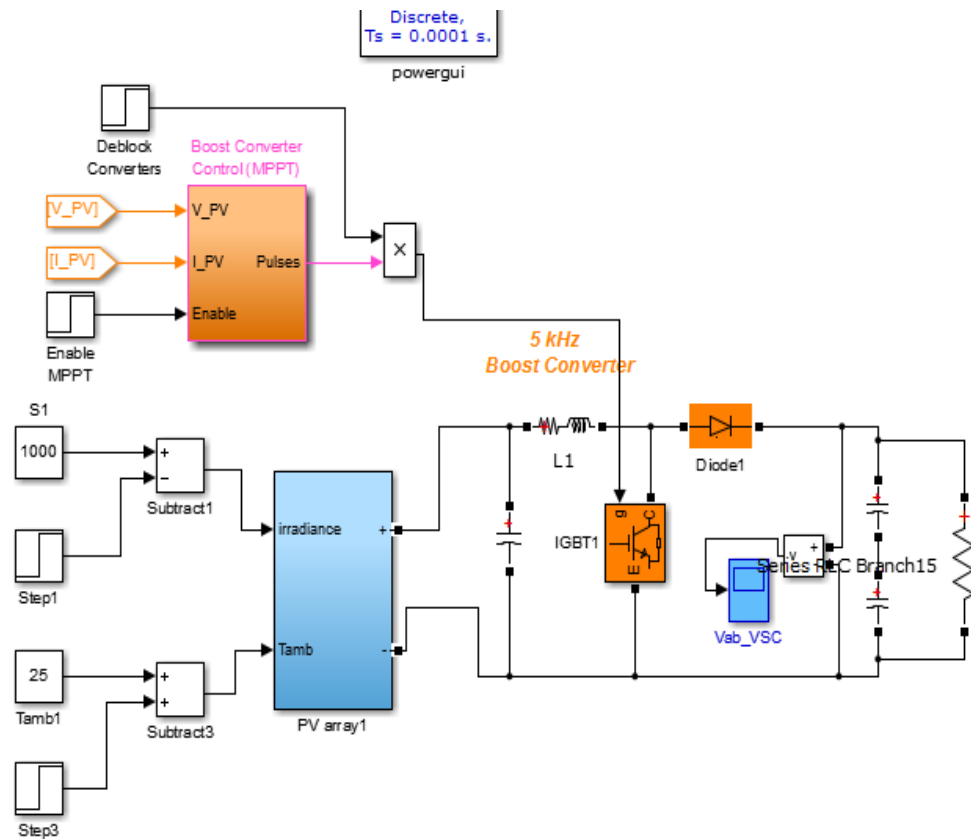 Discrete,
Ts = 0.0001 s.
powergui
Deblock
Converters
Boost Converter
Control (MPPT)
[V_PV]
V_PV
[I_PV]
I_PV
Pulses
×
Enable
Enable
MPPT
5 kHz
Boost Converter
S1
1000
+
−
Subtract1
Step1
L1
Diode1
irradiance
+
g
C
E
IGBT1
+
v
-
Series RLC Branch15
Vab_VSC
Tamb
-
25
Tamb1
+
+
Subtract3
PV array1
Step3